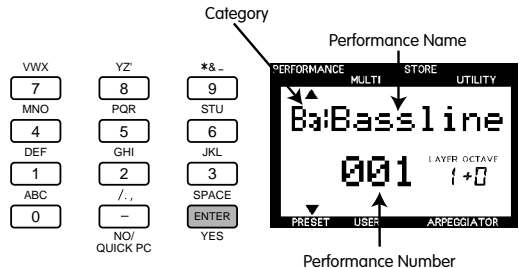 Category
Performance Name
VWX YZ' *&_
7 8 9
MNO PQR STU
4 5 6
DEF GHI JKL
1 2 3
ABC /., SPACE
0 – ENTER
NO/ YES
QUICK PC
PERFORMANCE STORE
MULTI UTILITY
Ba:Bassline
001
LAYER OCTAVE
1+0
PRESET USER ARPEGGIATOR
Performance Number